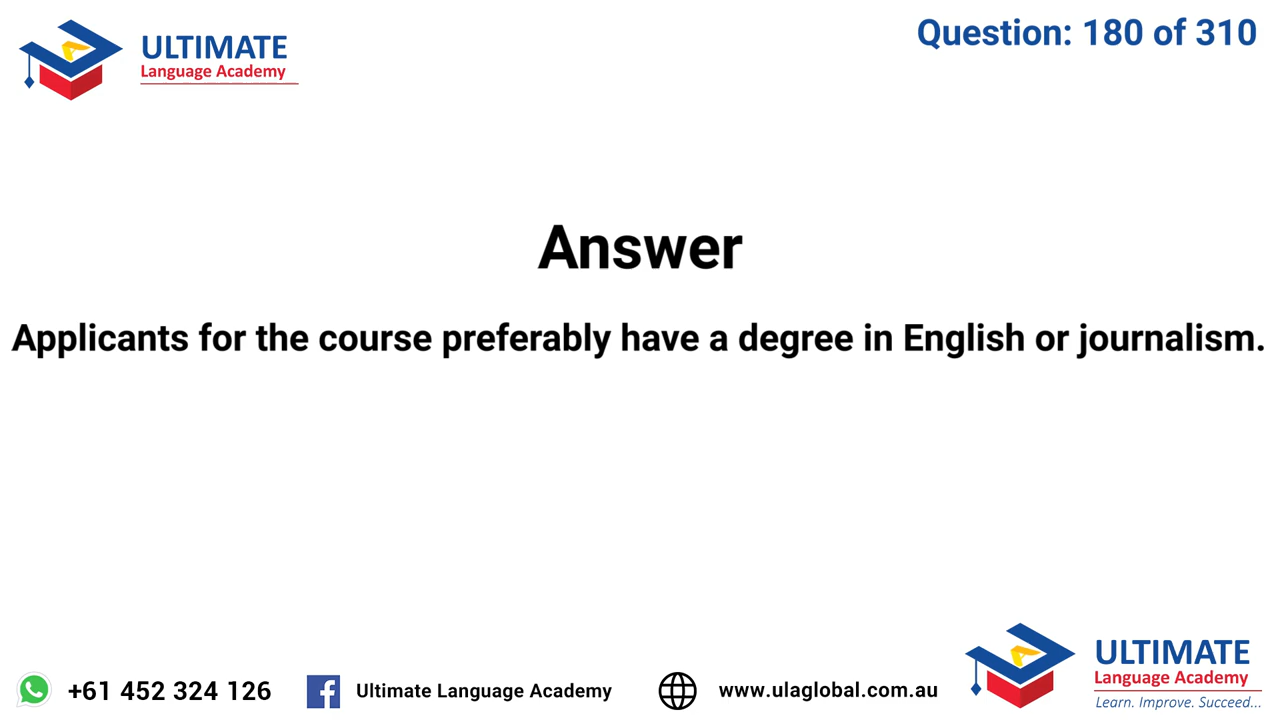 ULTIMATE
Language Academy
Question: 180 of 310
Answer
Applicants for the course preferably have a degree in English or journalism.
+61 452 324 126
Ultimate Language Academy
www.ulaglobal.com.au
ULTIMATE
Language Academy
Learn. Improve. Succeed...